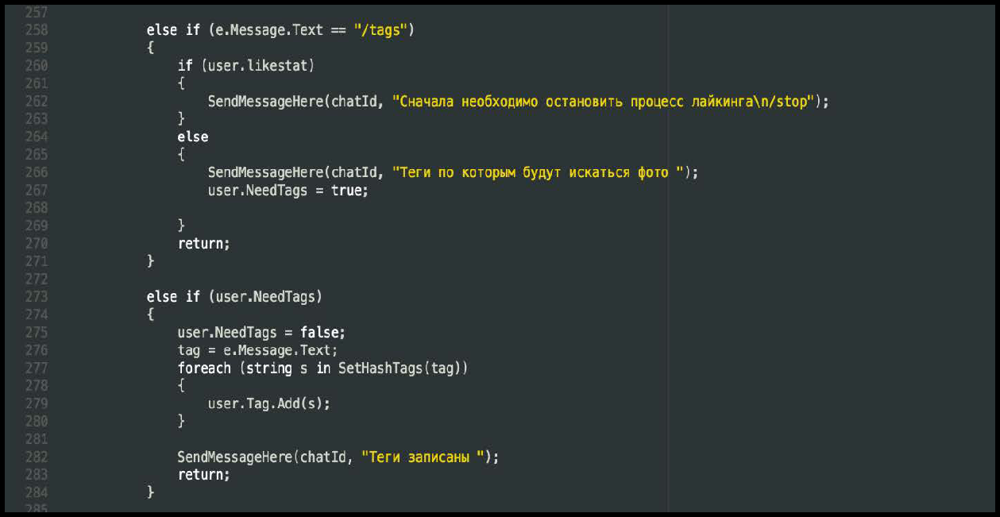 257
258 else if (e.Message.Text == "/tags")
259 {
260 if (user.likestat)
261 {
262 SendMessageHere(chatId, "Сначала необходимо остановить процесс лайкинга\n/stop");
263 }
264 else
265 {
266 SendMessageHere(chatId, "Теги по которым будут искаться фото ");
267 user.NeedTags = true;
268
269 }
270 return;
271 }
272
273 else if (user.NeedTags)
274 {
275 user.NeedTags = false;
276 tag = e.Message.Text;
277 foreach (string s in SetHashTags(tag))
278 {
279 user.Tag.Add(s);
280 }
281
282 SendMessageHere(chatId, "Теги записаны ");
283 return;
284 }
285